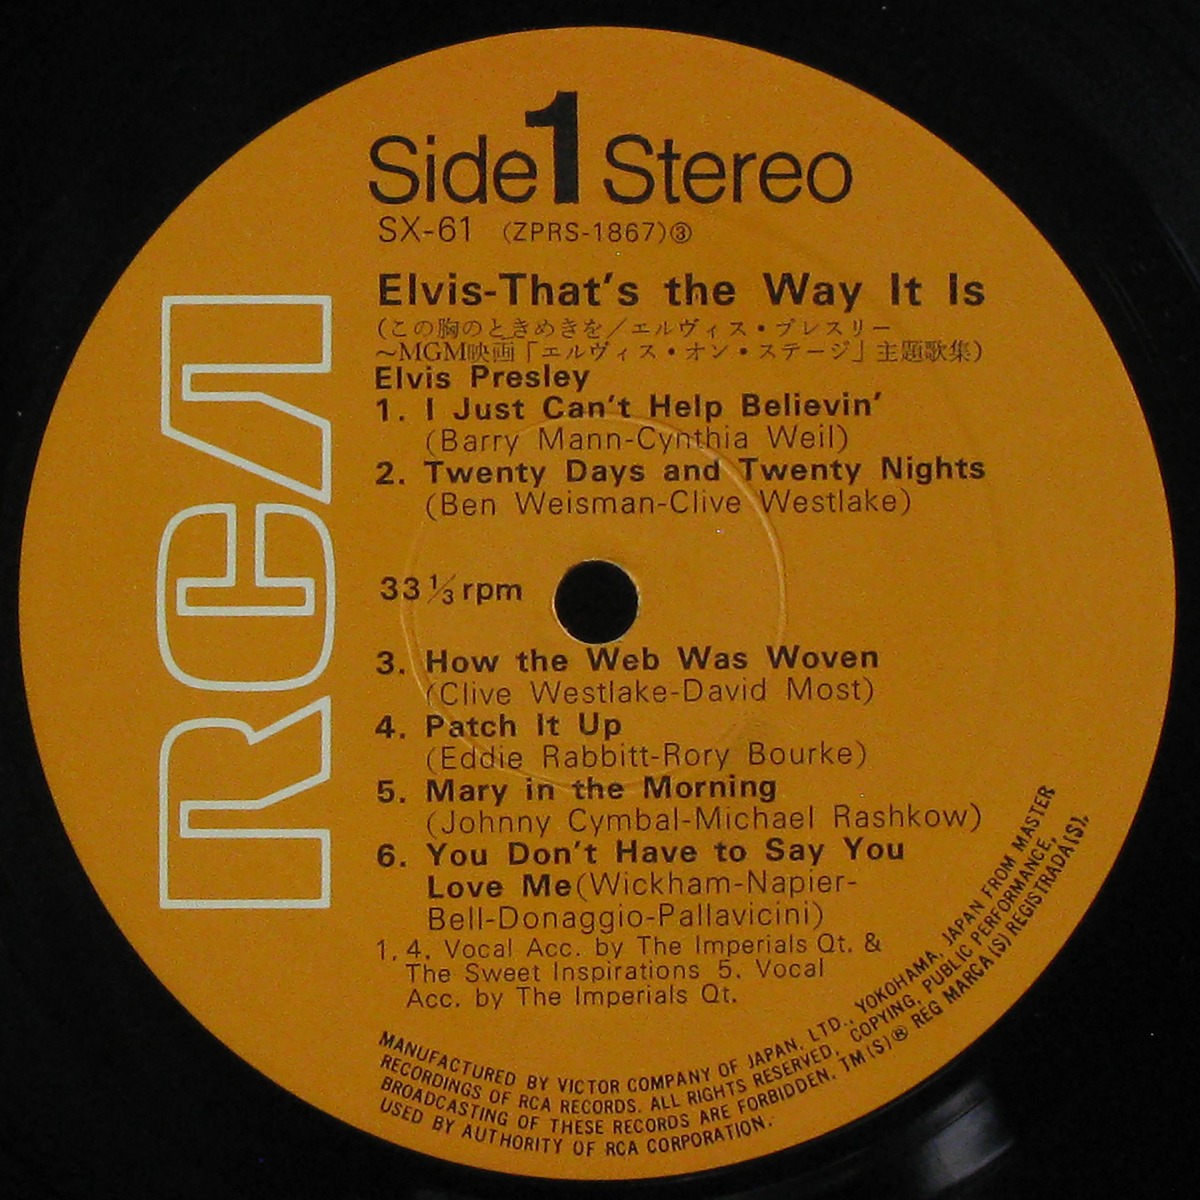 Side 1 Stereo
SX-61 (ZPRS-1867)③
Elvis-That's the Way It Is
(この胸のときめきを/エルヴィス・プレスリー
〜MGM映画「エルヴィス・オン・ステージ」主題歌集)
Elvis Presley
1. I Just Can't Help Believin'
(Barry Mann-Cynthia Weil)
2. Twenty Days and Twenty Nights
(Ben Weisman-Clive Westlake)
33 1/3 rpm
3. How the Web Was Woven
(Clive Westlake-David Most)
4. Patch It Up
(Eddie Rabbitt-Rory Bourke)
5. Mary in the Morning
(Johnny Cymbal-Michael Rashkow)
6. You Don't Have to Say You
Love Me(Wickham-Napier-
Bell-Donaggio-Pallavicini)
1, 4. Vocal Acc. by The Imperials Qt. &
The Sweet Inspirations 5. Vocal
Acc. by The Imperials Qt.
RCA
MANUFACTURED BY VICTOR COMPANY OF JAPAN, LTD., YOKOHAMA, JAPAN FROM MASTER
RECORDINGS OF RCA RECORDS. ALL RIGHTS RESERVED, COPYING, PUBLIC PERFORMANCE,
BROADCASTING OF THESE RECORDS ARE FORBIDDEN. TM(S)® REG MARCA(S) REGISTRADA(S),
USED BY AUTHORITY OF RCA CORPORATION.